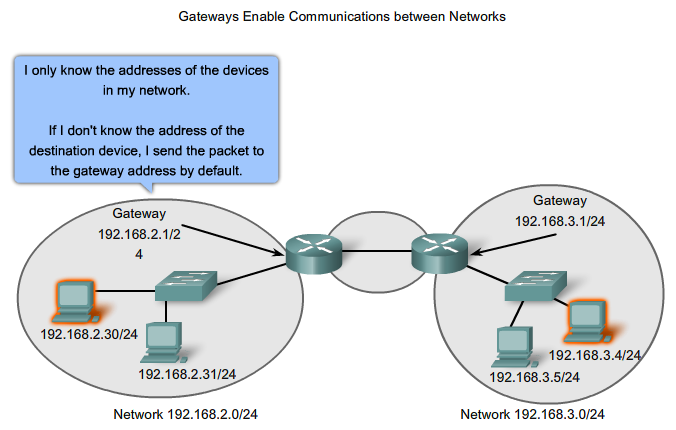 Gateways Enable Communications between Networks
I only know the addresses of the devices
in my network.
If I don't know the address of the
destination device, I send the packet to
the gateway address by default.
Gateway
192.168.2.1/2
4
Gateway
192.168.3.1/24
192.168.2.30/24
192.168.2.31/24
192.168.3.4/24
192.168.3.5/24
Network 192.168.2.0/24
Network 192.168.3.0/24